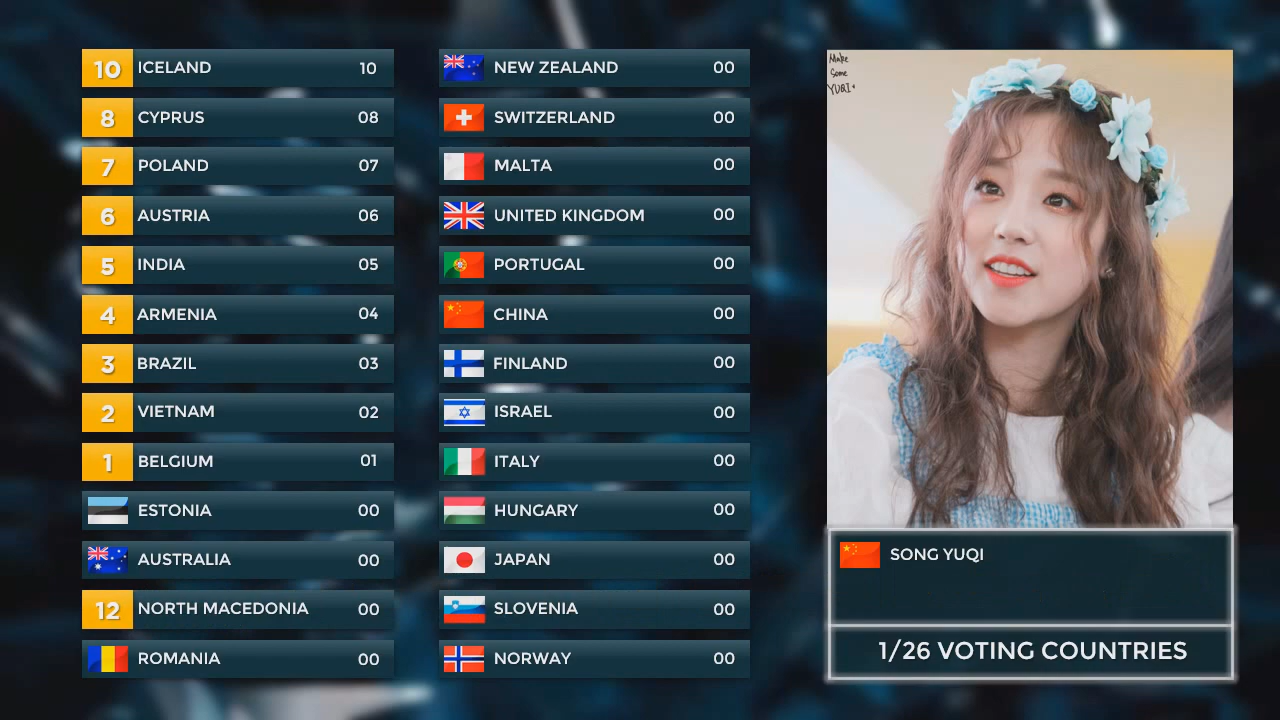 10 ICELAND 10
8 CYPRUS 08
7 POLAND 07
6 AUSTRIA 06
5 INDIA 05
4 ARMENIA 04
3 BRAZIL 03
2 VIETNAM 02
1 BELGIUM 01
ESTONIA 00
AUSTRALIA 00
12 NORTH MACEDONIA 00
ROMANIA 00
NEW ZEALAND 00
SWITZERLAND 00
MALTA 00
UNITED KINGDOM 00
PORTUGAL 00
CHINA 00
FINLAND 00
ISRAEL 00
ITALY 00
HUNGARY 00
JAPAN 00
SLOVENIA 00
NORWAY 00
Make
Some
YUQI+
SONG YUQI
1/26 VOTING COUNTRIES